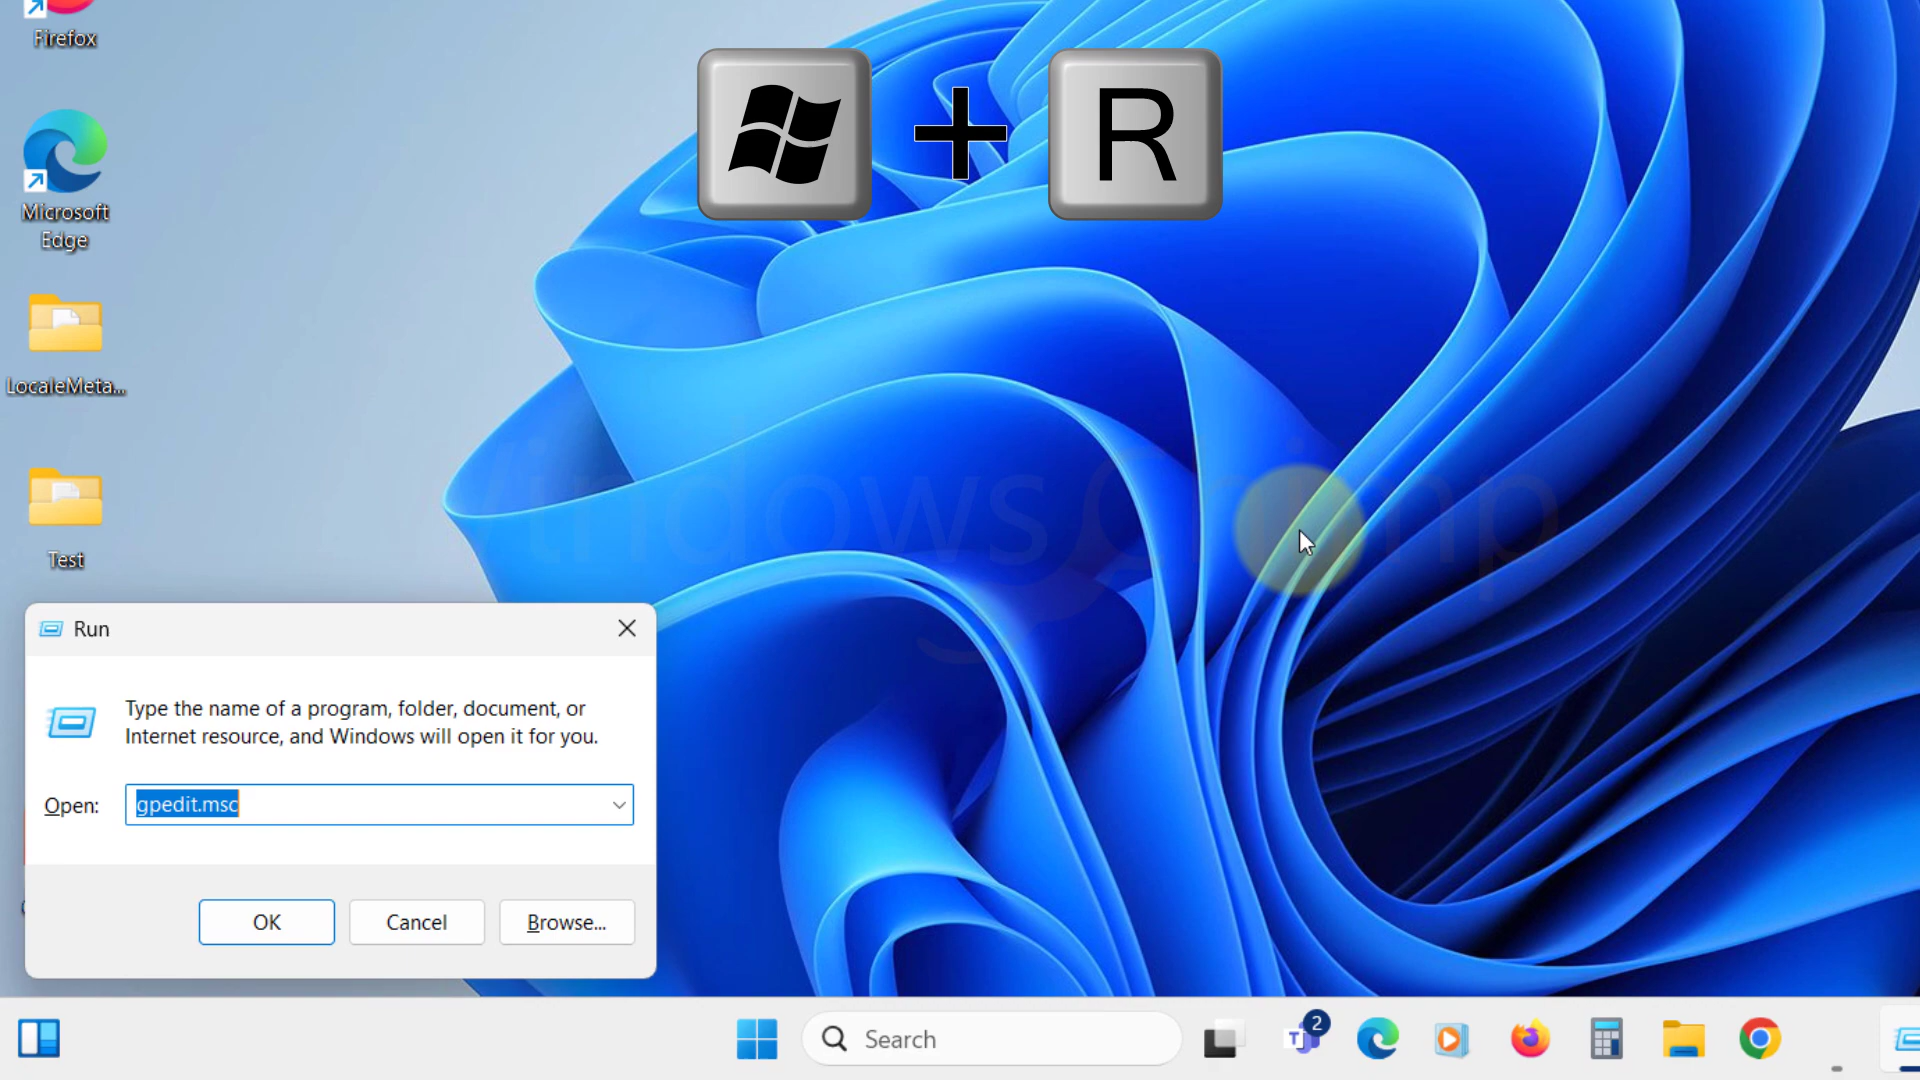 Firefox
R
Microsoft
Edge
LocaleMeta...
Test
Run
Type the name of a program, folder, document, or
Internet resource, and Windows will open it for you.
Open:
gpedit.msc
OK
Cancel
Browse...
Search
T
2